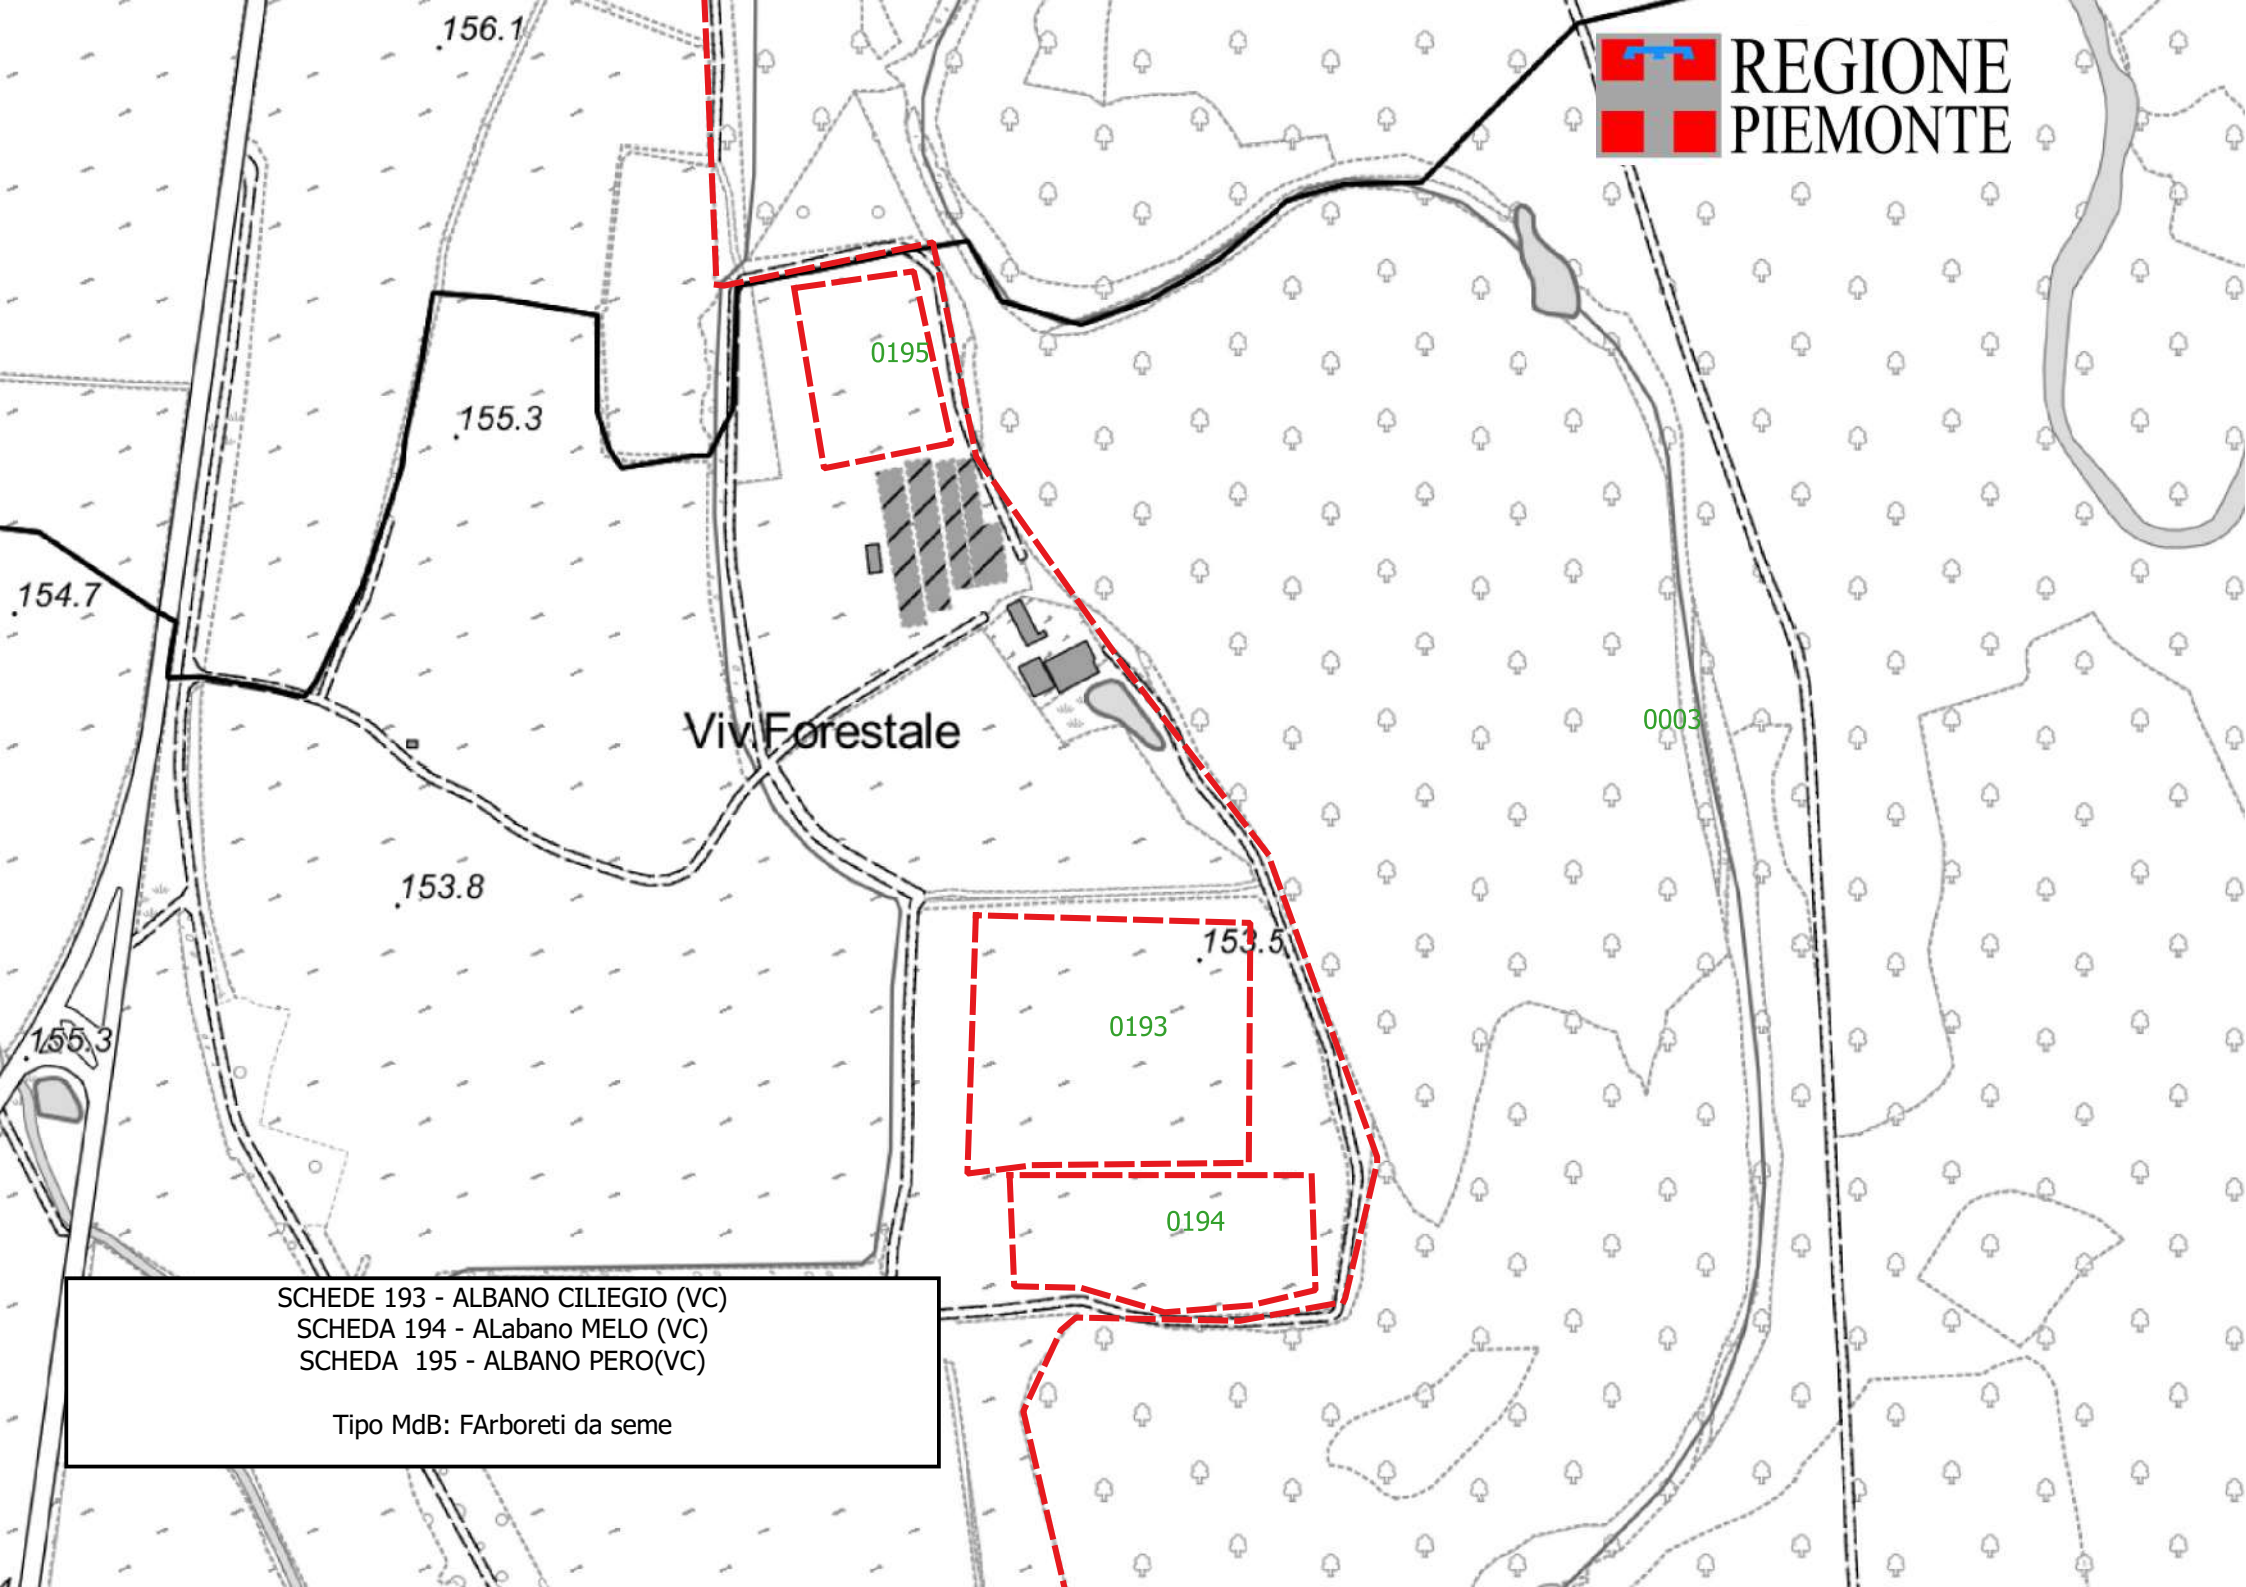 156.1
REGIONE
PIEMONTE
0195
155.3
154.7
0003
Viv.Forestale
153.8
153.5
0193
155.3
0194
SCHEDE 193 - ALBANO CILIEGIO (VC)
SCHEDA 194 - ALabano MELO (VC)
SCHEDA 195 - ALBANO PERO(VC)
Tipo MdB: FArboreti da seme